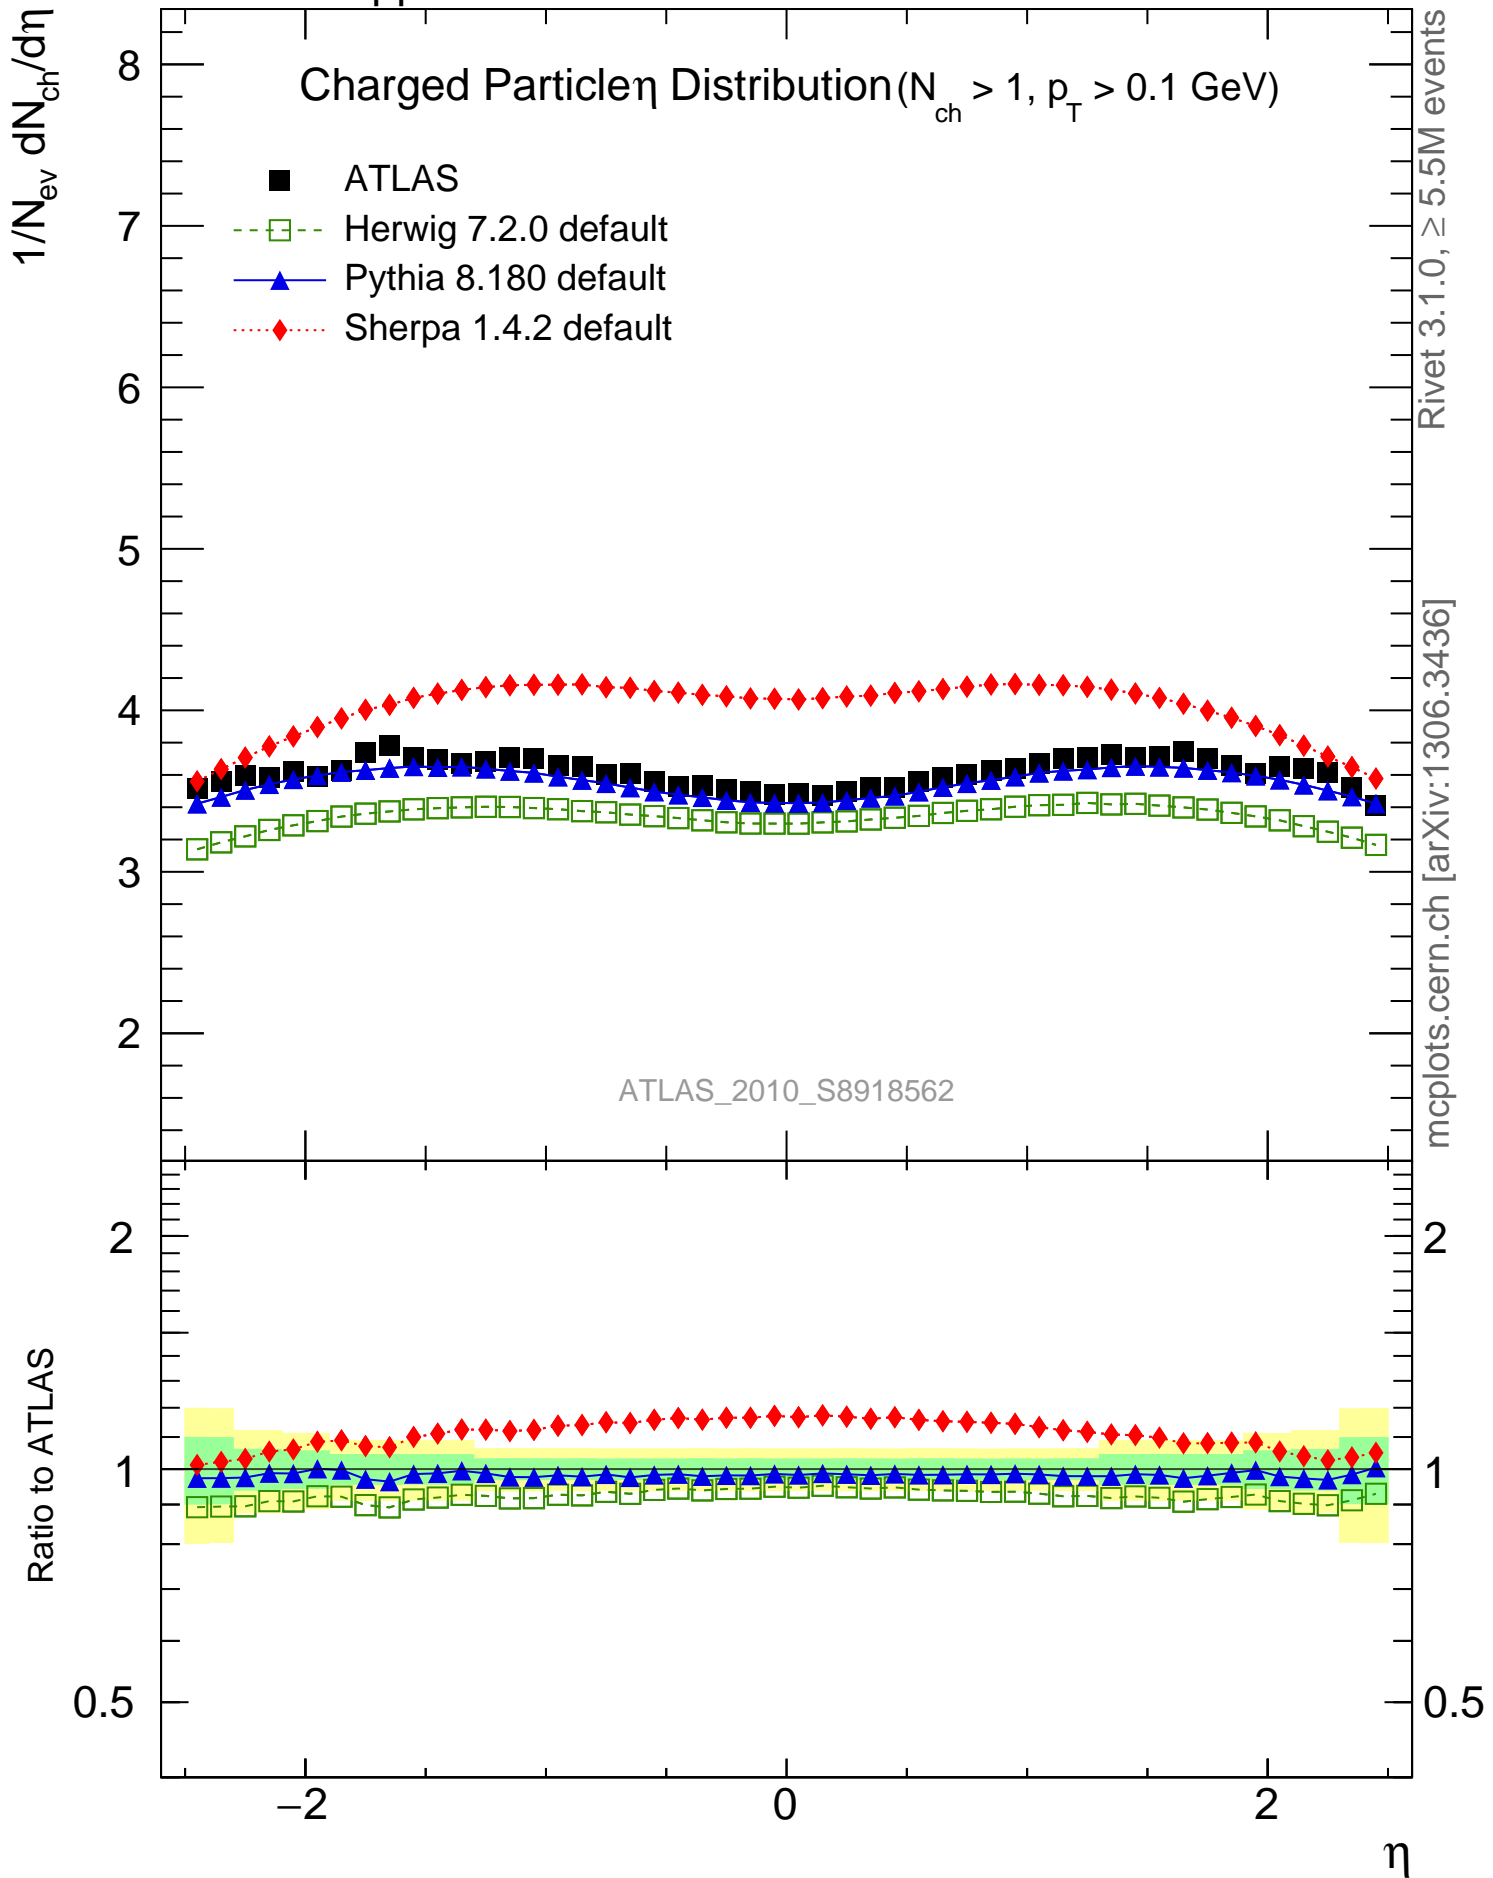 pp
Charged Particleη Distribution (N_ch > 1, p_T > 0.1 GeV)
1/N_ev dN_ch/dη
ATLAS
Herwig 7.2.0 default
Pythia 8.180 default
Sherpa 1.4.2 default
8
7
6
5
4
3
2
ATLAS_2010_S8918562
Rivet 3.1.0, ≥ 5.5M events
mcplots.cern.ch [arXiv:1306.3436]
Ratio to ATLAS
2
1
0.5
2
1
0.5
−2
0
2
η